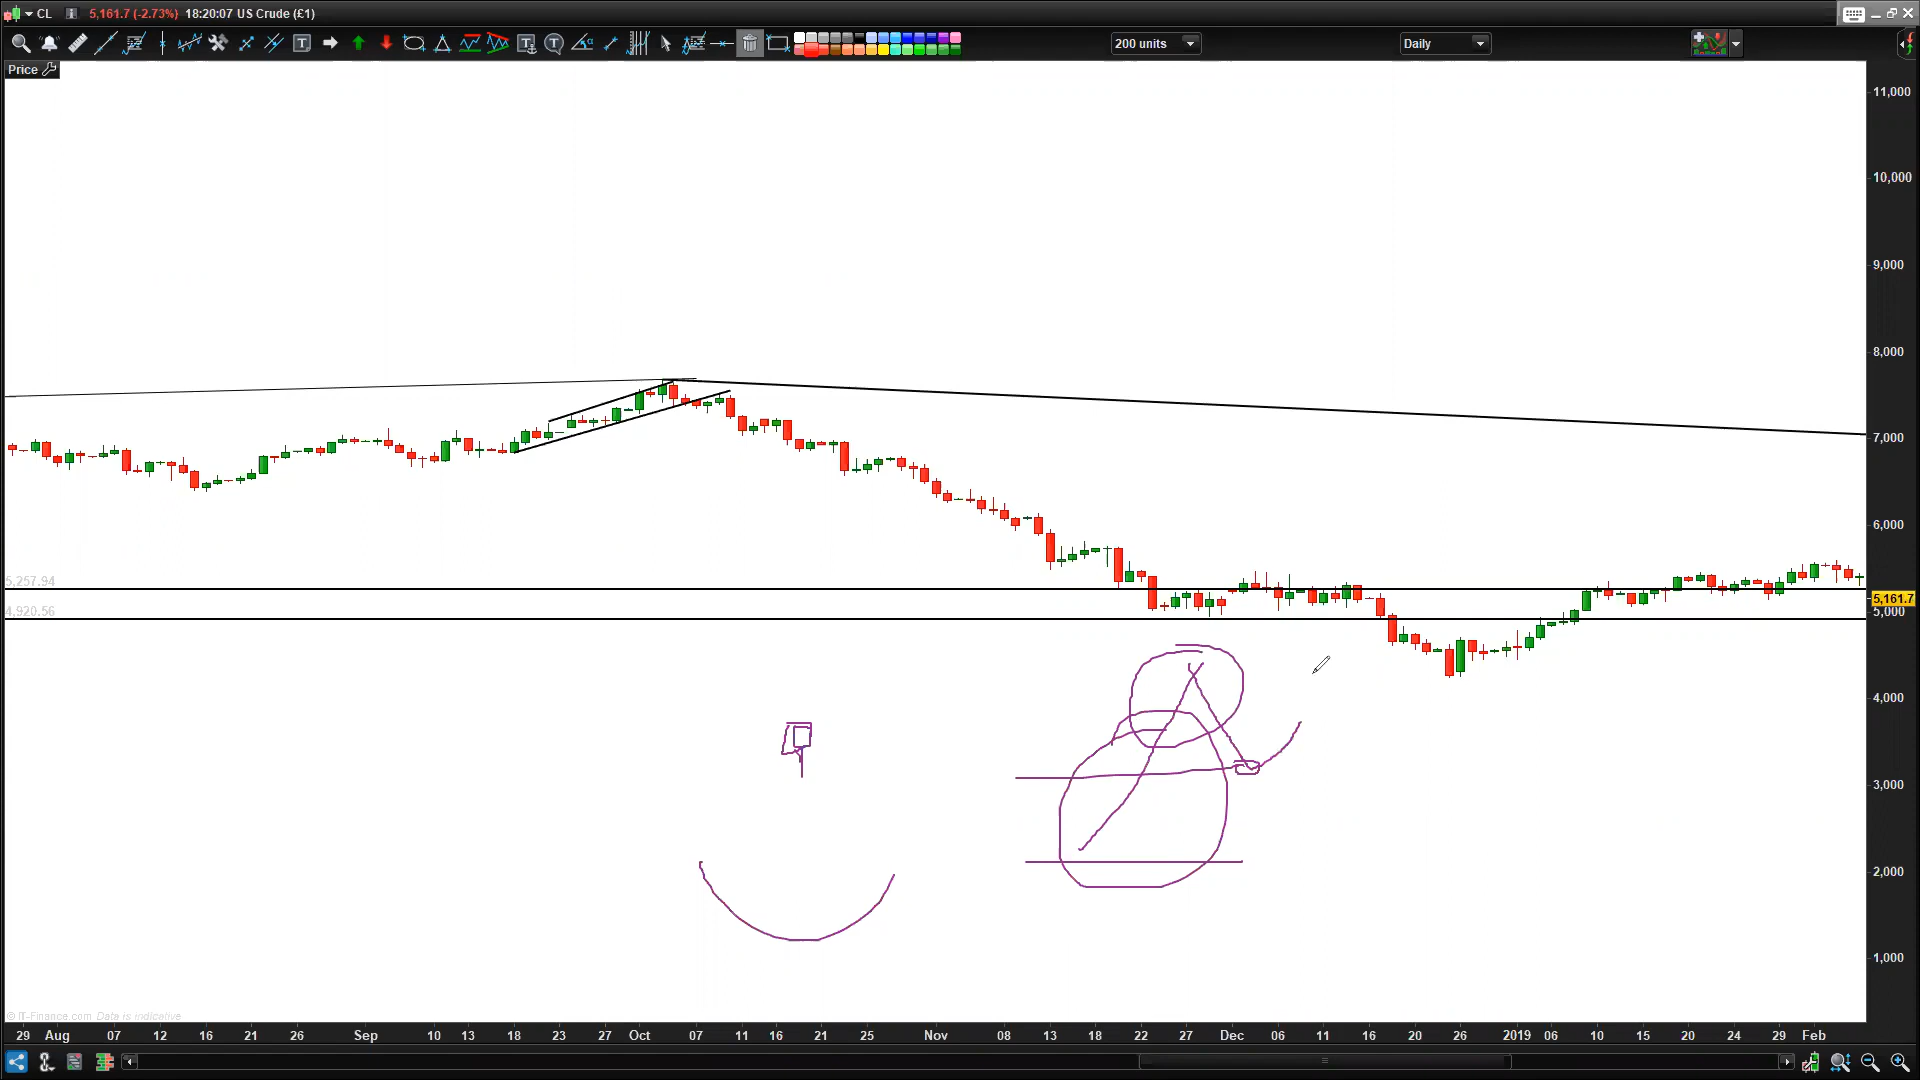 CL 5,161.7 (-2.73%) 18:20:07 US Crude (£1)
200 units
Daily
Price
11,000
10,000
9,000
8,000
7,000
6,000
5,257.94
5,161.7
4,920.56
5,000
4,000
3,000
2,000
1,000
© IT-Finance.com Data is indicative
29 Aug 07 12 16 21 26 Sep 10 13 18 23 27 Oct 07 11 16 21 25 Nov 08 13 18 22 27 Dec 06 11 16 20 26 2019 06 10 15 20 24 29 Feb